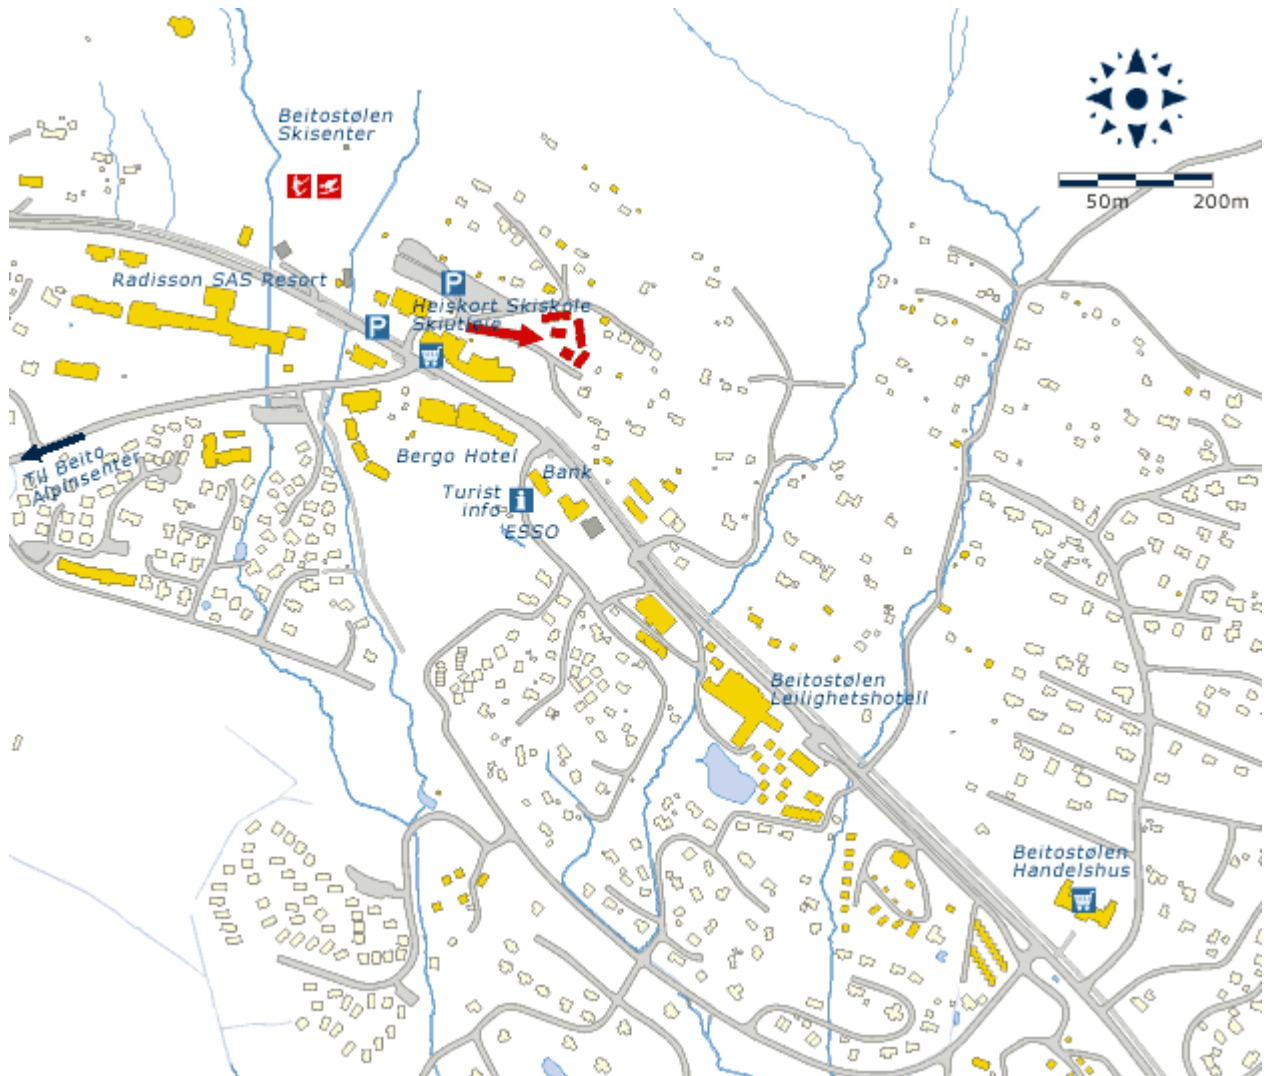 Beitostølen
Skisenter
50m
200m
Radisson SAS Resort
P
Heiskort Skiskole
Skiutleie
P
Bergo Hotel
Bank
Turist
info
i
ESSO
Til Beito
Alpinsenter
Beitostølen
Leilighetshotell
Beitostølen
Handelshus